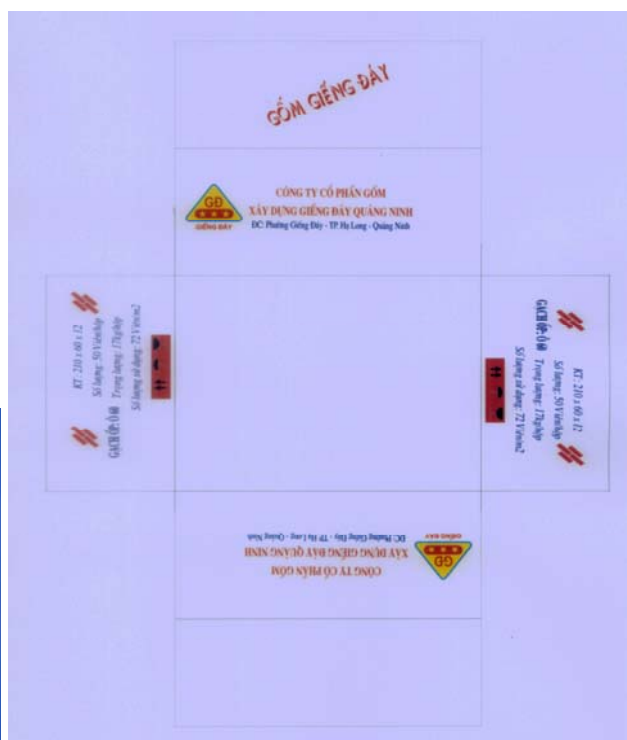 GỐM GIẾNG ĐÁY
GĐ
GIẾNG ĐÁY
CÔNG TY CỔ PHẦN GỐM
XÂY DỰNG GIẾNG ĐÁY QUẢNG NINH
ĐC: Phường Giếng Đáy - TP. Hạ Long - Quảng Ninh
KT: 210 x 60 x 12
Số lượng: 50 Viên/hộp
GẠCH ỐP: Ô 60
Trọng lượng: 17kg/hộp
Số lượng sử dụng: 72 Viên/m2
KT: 210 x 60 x 12
Số lượng: 50 Viên/hộp
GẠCH ỐP: Ô 60
Trọng lượng: 17kg/hộp
Số lượng sử dụng: 72 Viên/m2
GĐ
GIẾNG ĐÁY
CÔNG TY CỔ PHẦN GỐM
XÂY DỰNG GIẾNG ĐÁY QUẢNG NINH
ĐC: Phường Giếng Đáy - TP. Hạ Long - Quảng Ninh